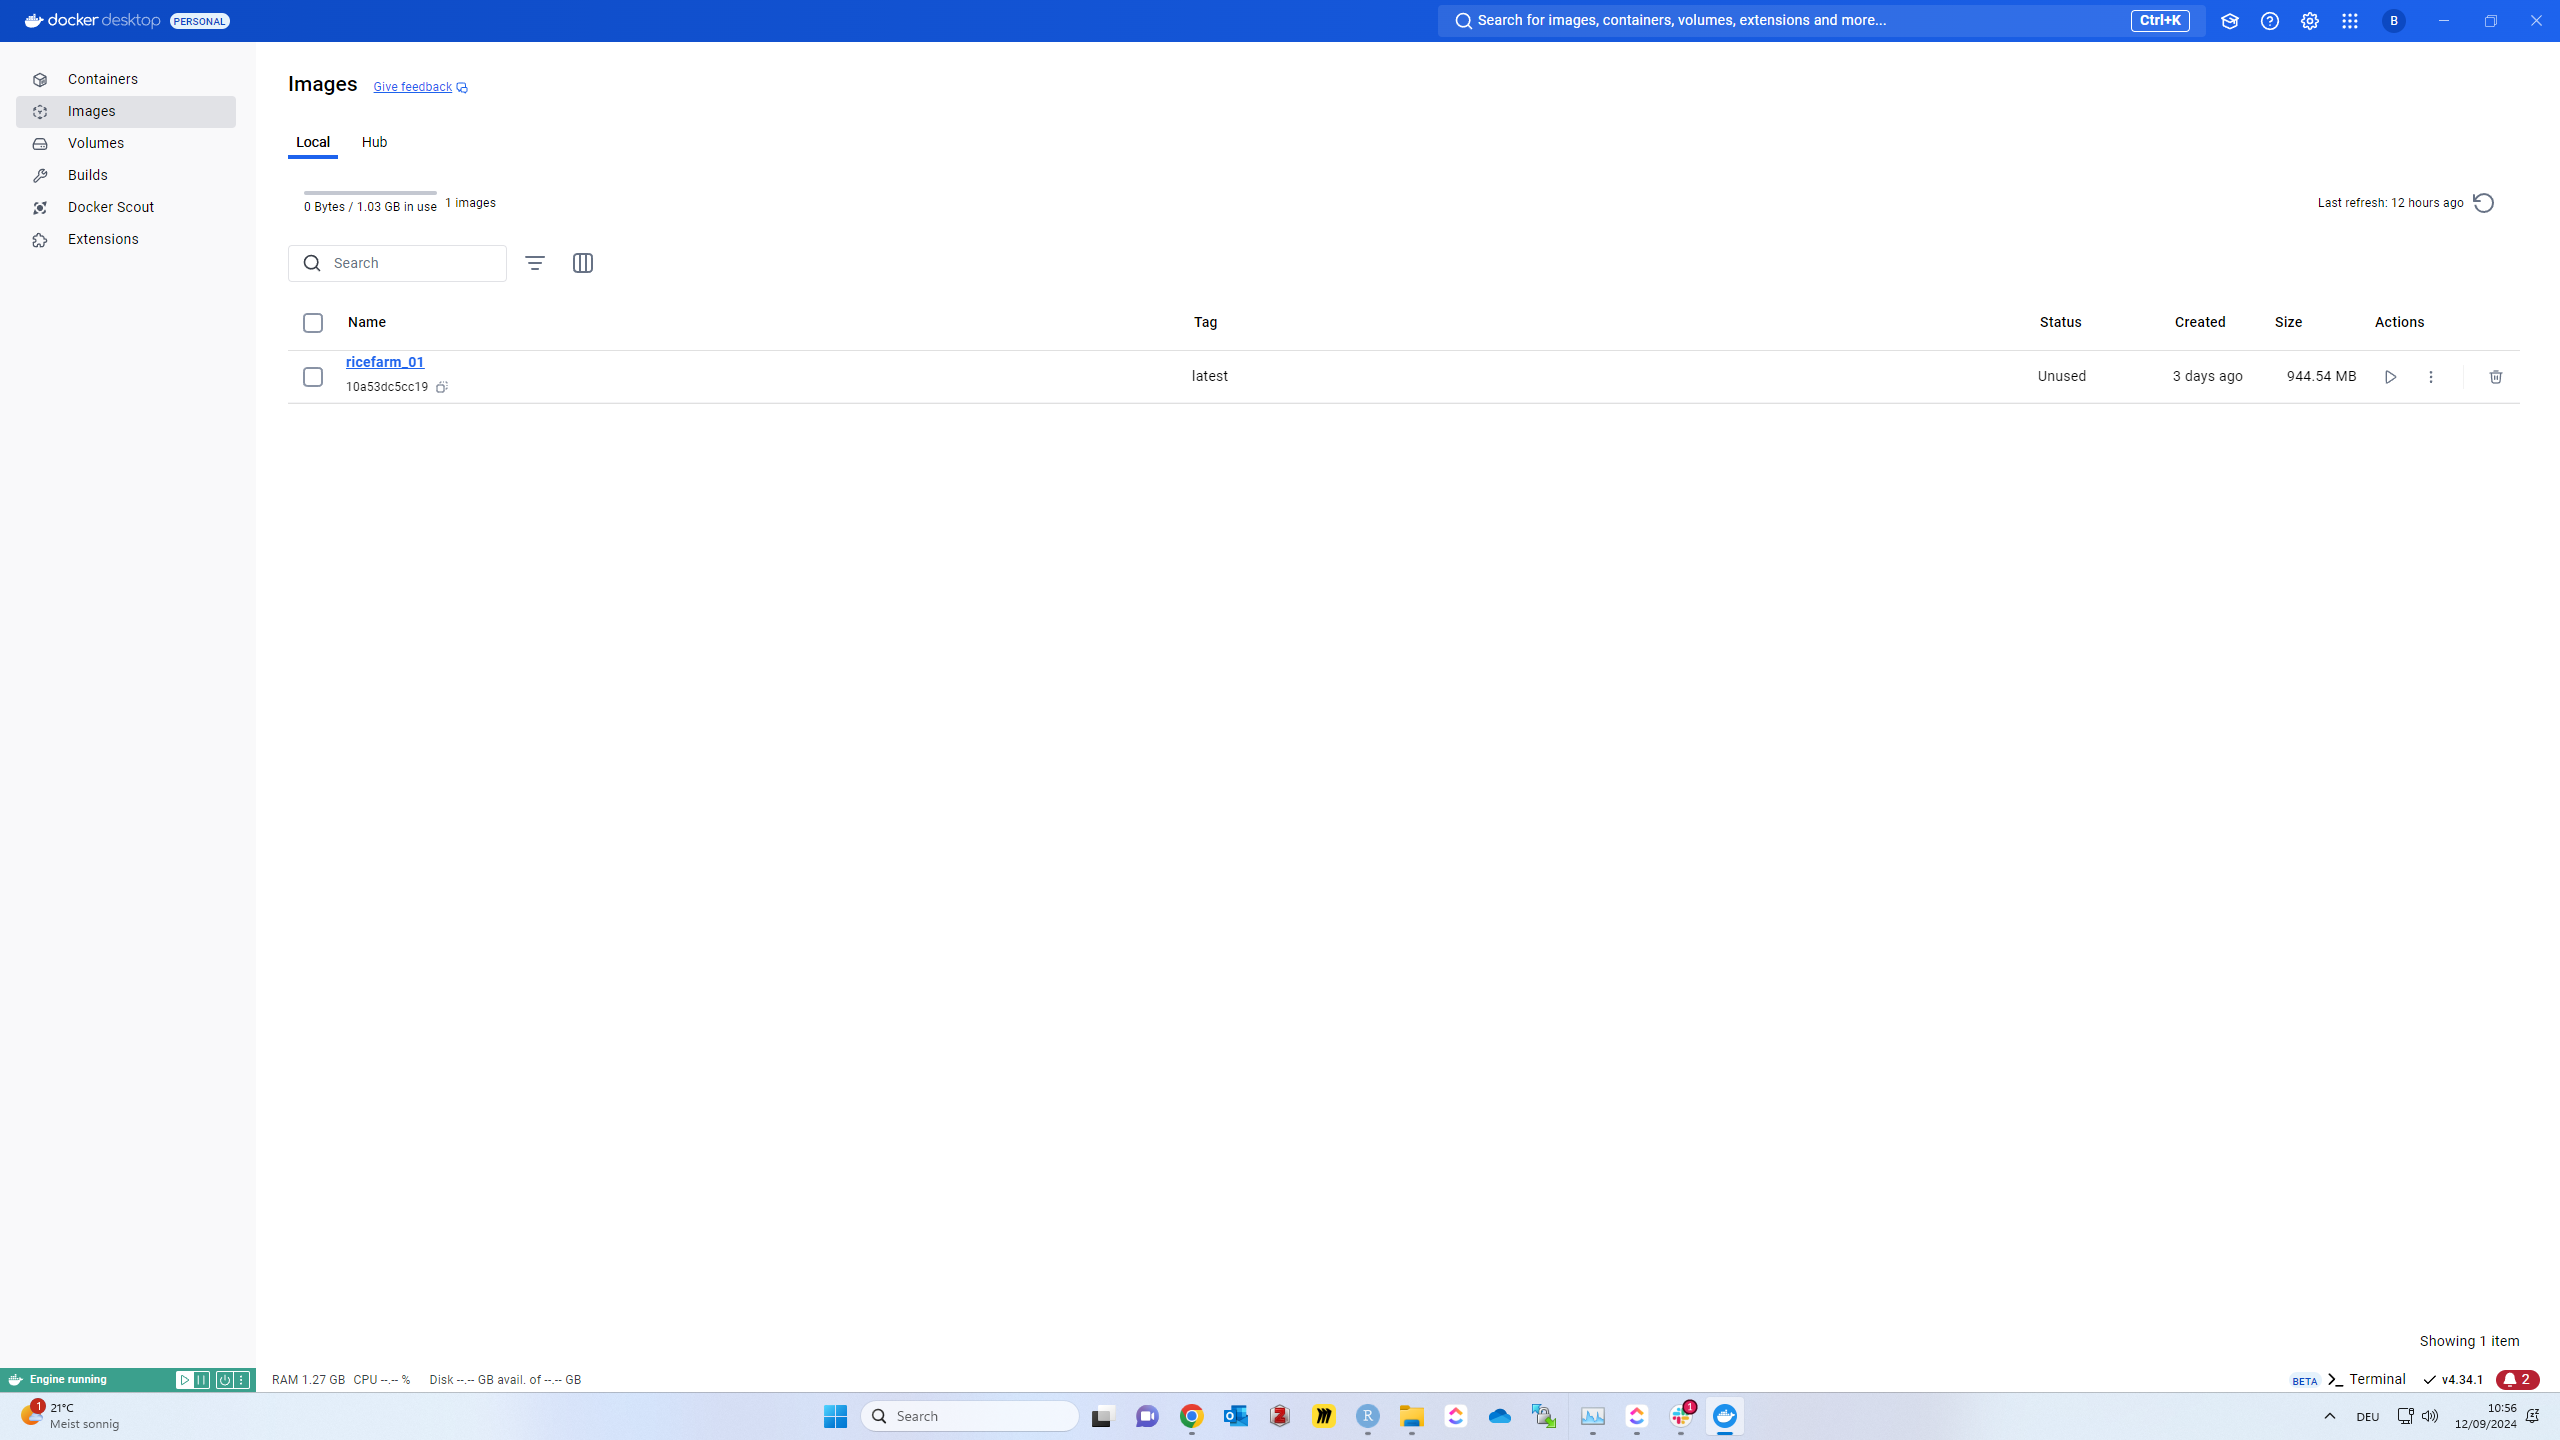 docker desktop PERSONAL
Search for images, containers, volumes, extensions and more... Ctrl+K
B
Containers
Images
Volumes
Builds
Docker Scout
Extensions
Images Give feedback
Local Hub
0 Bytes / 1.03 GB in use 1 images
Last refresh: 12 hours ago
Search
Name Tag Status Created Size Actions
ricefarm_01
10a53dc5cc19
latest Unused 3 days ago 944.54 MB
Showing 1 item
Engine running
RAM 1.27 GB CPU --.-- % Disk --.-- GB avail. of --.-- GB
BETA Terminal v4.34.1 2
1
21°C
Meist sonnig
Search
Z
R
1
DEU
10:56
12/09/2024